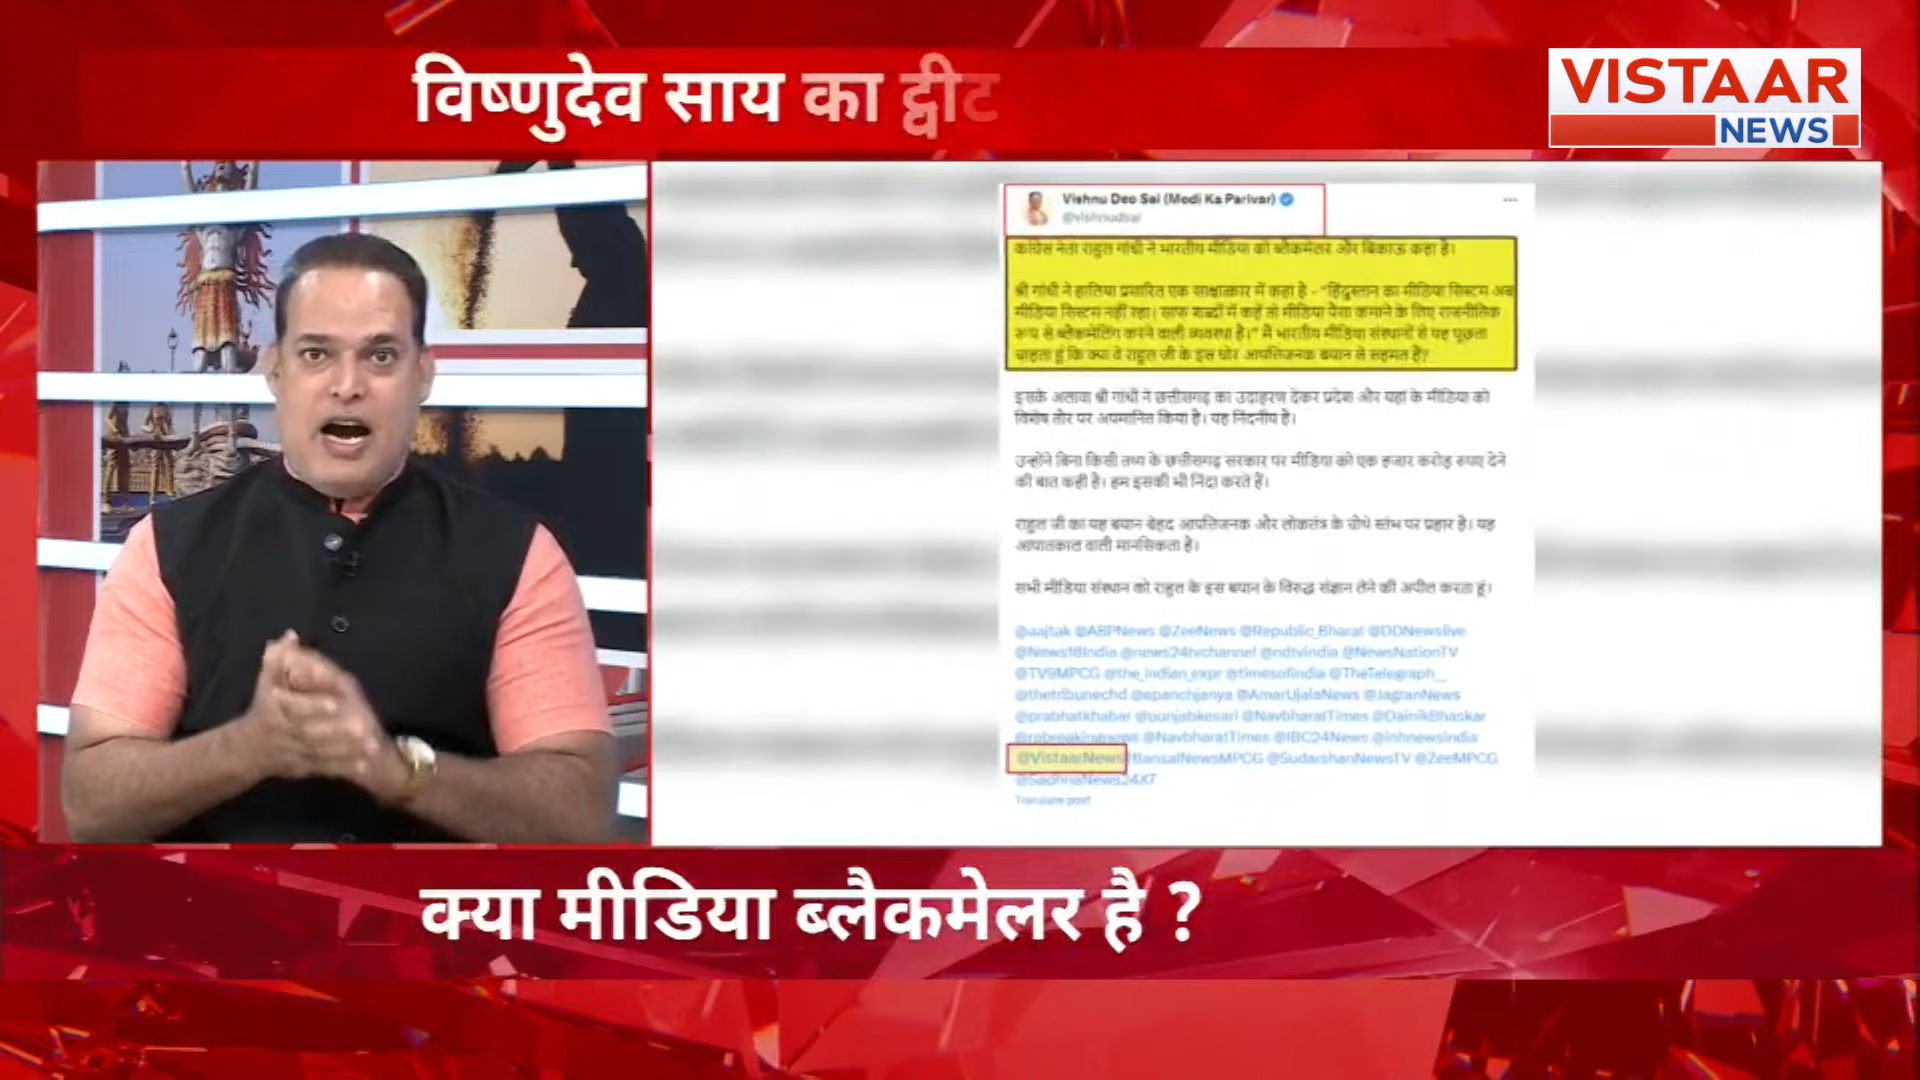 विष्णुदेव साय का ट्वीट
VISTAAR
NEWS
Vishnu Deo Sai (Modi Ka Parivar)
@vishnudsai
कांग्रेस नेता राहुल गांधी ने भारतीय मीडिया को ब्लैकमेलर और बिकाऊ कहा है।
श्री गांधी ने हालिया प्रसारित एक साक्षात्कार में कहा है - "हिंदुस्तान का मीडिया सिस्टम अब
मीडिया सिस्टम नहीं रहा। साफ शब्दों में कहें तो मीडिया पैसा कमाने के लिए राजनीतिक
रूप से ब्लैकमेलिंग करने वाली व्यवस्था है।" मैं भारतीय मीडिया संस्थानों से यह पूछता
चाहता हूं कि क्या वे राहुल जी के इस घोर आपत्तिजनक बयान से सहमत हैं?
इसके अलावा श्री गांधी ने छत्तीसगढ़ का उदाहरण देकर प्रदेश और यहां के मीडिया को
विशेष तौर पर अपमानित किया है। यह निंदनीय है।
उन्होंने बिना किसी तथ्य के छत्तीसगढ़ सरकार पर मीडिया को एक हजार करोड़ रुपए देने
की बात कही है। हम इसकी भी निंदा करते हैं।
राहुल जी का यह बयान बेहद आपत्तिजनक और लोकतंत्र के चौथे स्तंभ पर प्रहार है। यह
आपातकाल वाली मानसिकता है।
सभी मीडिया संस्थान को राहुल के इस बयान के विरुद्ध संज्ञान लेने की अपील करता हूं।
@aajtak @ABPNews @ZeeNews @Republic_Bharat @DDNewslive
@News18India @news24tvchannel @ndtvindia @NewsNationTV
@TV9MPCG @the_indian_expr @timesofindia @TheTelegraph_
@thetribunechd @epanchjanya @AmarUjalaNews @JagranNews
@prabhatkhabar @punjabkesari @NavbharatTimes @DainikBhaskar
@rpbreakingnews @NavbharatTimes @IBC24News @inhnewsindia
@VistaarNews BansalNewsMPCG @SudarshanNewsTV @ZeeMPCG
@SadhnaNews24X7
Translate post
क्या मीडिया ब्लैकमेलर है ?